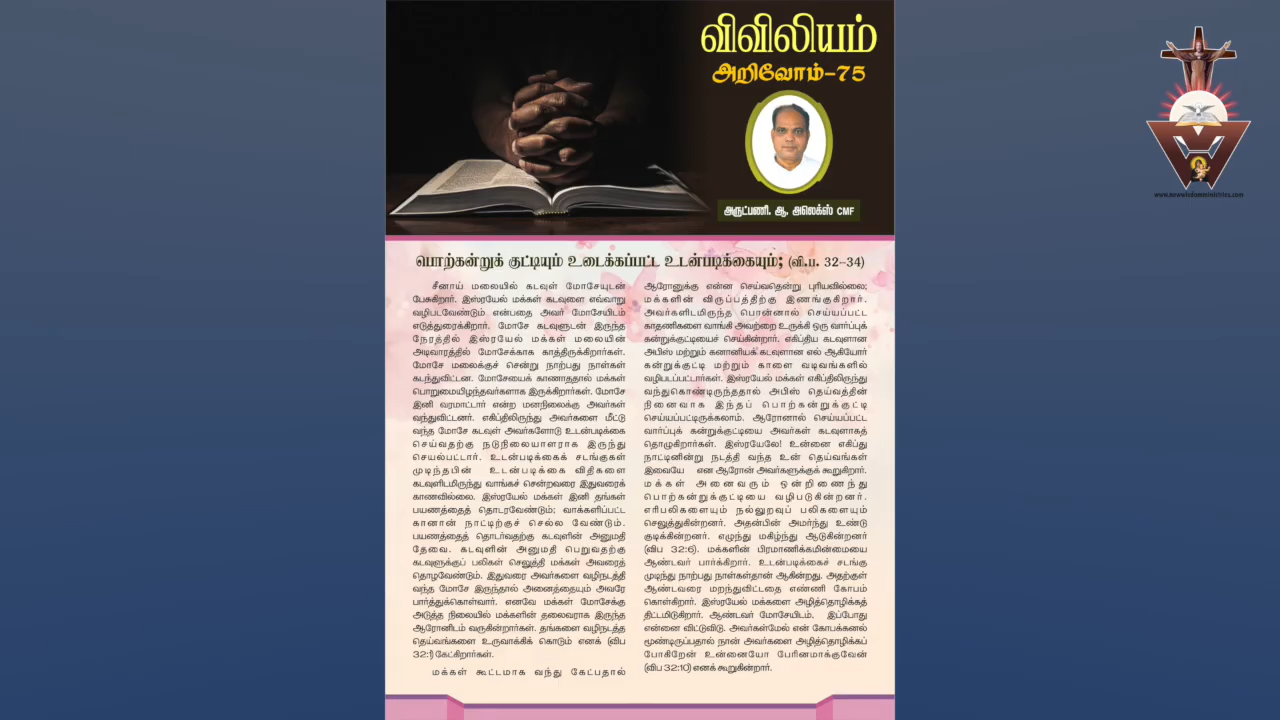 விவிலியம்
அறிவோம்-75
அருட்பணி. ஆ. அலெக்ஸ் CMF
www.newwisdomministries.com
பொற்கன்றுக் குட்டியும் உடைக்கப்பட்ட உடன்படிக்கையும்; (வி.ப. 32-34)
சீனாய் மலையில் கடவுள் மோசேயுடன்
பேசுகிறார். இஸ்ரயேல் மக்கள் கடவுளை எவ்வாறு
வழிபடவேண்டும் என்பதை அவர் மோசேயிடம்
எடுத்துரைக்கிறார். மோசே கடவுளுடன் இருந்த
நேரத்தில் இஸ்ரயேல் மக்கள் மலையின்
அடிவாரத்தில் மோசேக்காக காத்திருக்கிறார்கள்.
மோசே மலைக்குச் சென்று நாற்பது நாள்கள்
கடந்துவிட்டன. மோசேயைக் காணாததால் மக்கள்
பொறுமையிழந்தவர்களாக இருக்கிறார்கள். மோசே
இனி வரமாட்டார் என்ற மனநிலைக்கு அவர்கள்
வந்துவிட்டனர். எகிப்திலிருந்து அவர்களை மீட்டு
வந்த மோசே கடவுள் அவர்களோடு உடன்படிக்கை
செய்வதற்கு நடுநிலையாளராக இருந்து
செயல்பட்டார். உடன்படிக்கைச் சடங்குகள்
முடிந்தபின் உடன்படிக்கை விதிகளை
கடவுளிடமிருந்து வாங்கச் சென்றவரை இதுவரைக்
காணவில்லை. இஸ்ரயேல் மக்கள் இனி தங்கள்
பயணத்தைத் தொடரவேண்டும்; வாக்களிப்பட்ட
கானான் நாட்டிற்குச் செல்ல வேண்டும்.
பயணத்தைத் தொடர்வதற்கு கடவுளின் அனுமதி
தேவை. கடவுளின் அனுமதி பெறுவதற்கு
கடவுளுக்குப் பலிகள் செலுத்தி மக்கள் அவரைத்
தொழவேண்டும். இதுவரை அவர்களை வழிநடத்தி
வந்த மோசே இருந்தால் அனைத்தையும் அவரே
பார்த்துக்கொள்வார். எனவே மக்கள் மோசேக்கு
அடுத்த நிலையில் மக்களின் தலைவராக இருந்த
ஆரோனிடம் வருகின்றார்கள். தங்களை வழிநடத்த
தெய்வங்களை உருவாக்கிக் கொடும் எனக் (விப
32:1) கேட்கிறார்கள்.
மக்கள் கூட்டமாக வந்து கேட்பதால்
ஆரோனுக்கு என்ன செய்வதென்று புரியவில்லை;
மக்களின் விருப்பத்திற்கு இணங்குகிறார்.
அவர்களிடமிருந்த பொன்னால் செய்யப்பட்ட
காதணிகளை வாங்கி அவற்றை உருக்கி ஒரு வார்ப்புக்
கன்றுக்குட்டியைச் செய்கின்றார். எகிப்திய கடவுளான
அபிஸ் மற்றும் கனானியக் கடவுளான எல் ஆகியோர்
கன்றுக்குட்டி மற்றும் காளை வடிவங்களில்
வழிபடப்பட்டார்கள். இஸ்ரயேல் மக்கள் எகிப்திலிருந்து
வந்துகொண்டிருந்ததால் அபிஸ் தெய்வத்தின்
நினைவாக இந்தப் பொற்கன்றுக்குட்டி
செய்யப்பட்டிருக்கலாம். ஆரோனால் செய்யப்பட்ட
வார்ப்புக் கன்றுக்குட்டியை அவர்கள் கடவுளாகத்
தொழுகிறார்கள். இஸ்ரயேலே! உன்னை எகிப்து
நாட்டினின்று நடத்தி வந்த உன் தெய்வங்கள்
இவையே என ஆரோன் அவர்களுக்குக் கூறுகிறார்.
மக்கள் அனைவரும் ஒன்றிணைந்து
பொற்கன்றுக்குட்டியை வழிபடுகின்றனர்.
எரிபலிகளையும் நல்லுறவுப் பலிகளையும்
செலுத்துகின்றனர். அதன்பின் அமர்ந்து உண்டு
குடிக்கின்றனர். எழுந்து மகிழ்ந்து ஆடுகின்றனர்
(விப 32:6). மக்களின் பிரமாணிக்கமின்மையை
ஆண்டவர் பார்க்கிறார். உடன்படிக்கைச் சடங்கு
முடிந்து நாற்பது நாள்கள்தான் ஆகின்றது. அதற்குள்
ஆண்டவரை மறந்துவிட்டதை எண்ணி கோபம்
கொள்கிறார். இஸ்ரயேல் மக்களை அழித்தொழிக்கத்
திட்டமிடுகிறார். ஆண்டவர் மோசேயிடம். இப்போது
என்னை விட்டுவிடு. அவர்கள்மேல் என் கோபக்கனல்
மூண்டிருப்பதால் நான் அவர்களை அழித்தொழிக்கப்
போகிறேன் உன்னையோ பேரினமாக்குவேன்
(விப 32:10) எனக் கூறுகின்றார்.